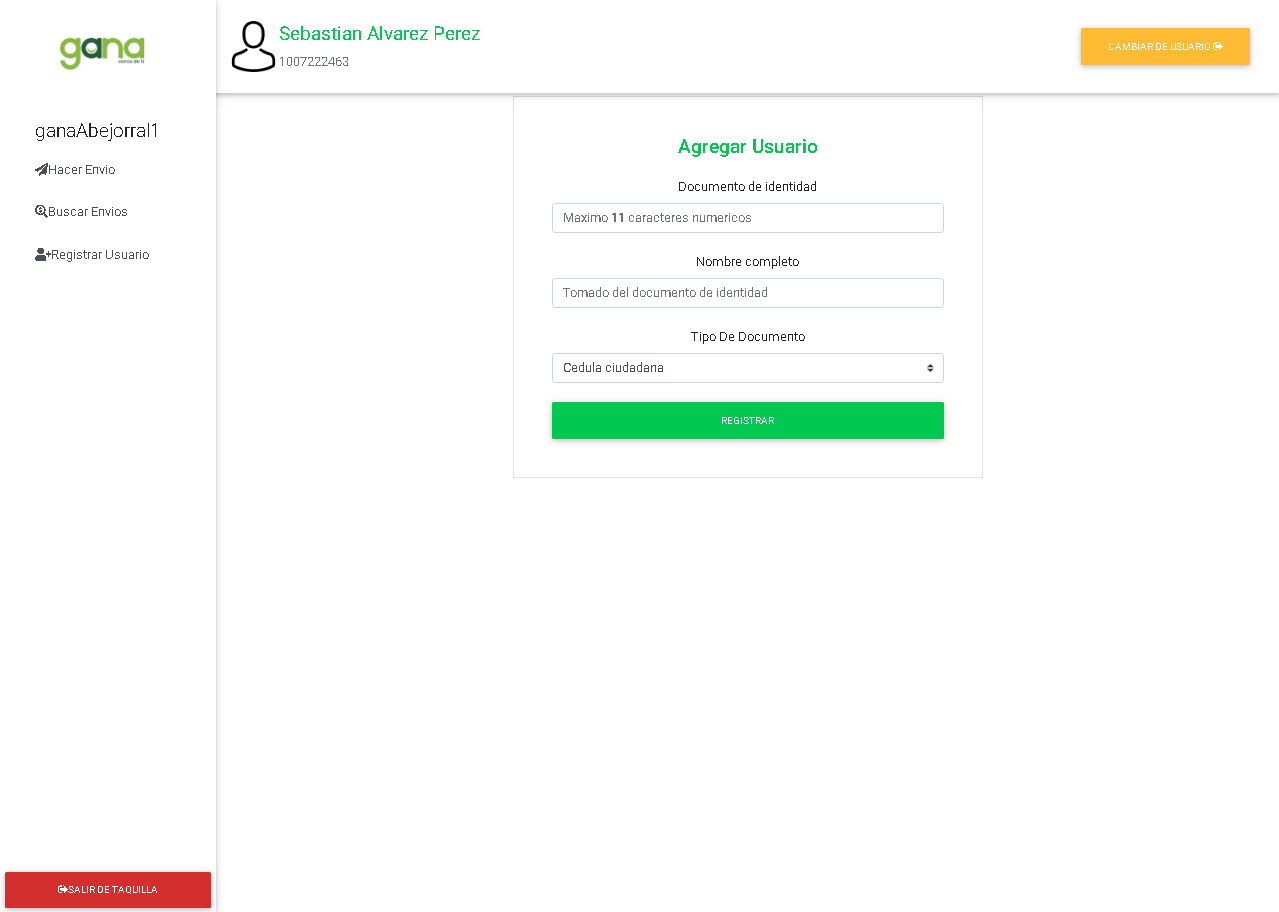 gana
cerca de ti
ganaAbejorral1
Hacer Envio
Buscar Envios
Registrar Usuario
SALIR DE TAQUILLA
Sebastian Alvarez Perez
1007222463
CAMBIAR DE USUARIO
Agregar Usuario
Documento de identidad
Maximo 11 caracteres numericos
Nombre completo
Tomado del documento de identidad
Tipo De Documento
Cedula ciudadana
REGISTRAR